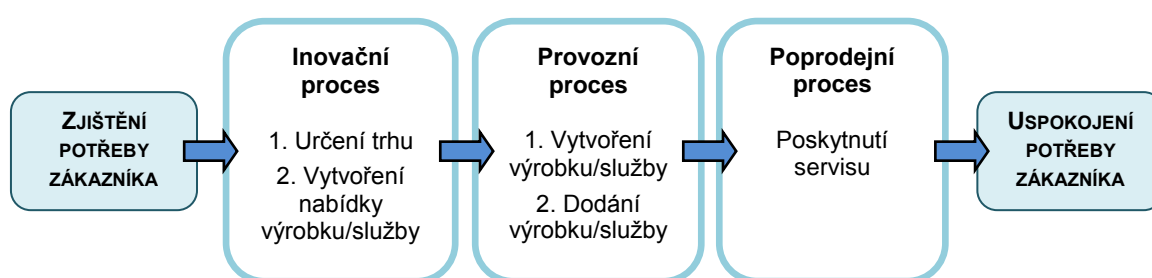 ZJIŠTĚNÍ
POTŘEBY
ZÁKAZNÍKA
Inovační
proces
1. Určení trhu
2. Vytvoření
nabídky
výrobku/služby
Provozní
proces
1. Vytvoření
výrobku/služby
2. Dodání
výrobku/služby
Poprodejní
proces
Poskytnutí
servisu
USPOKOJENÍ
POTŘEBY
ZÁKAZNÍKA